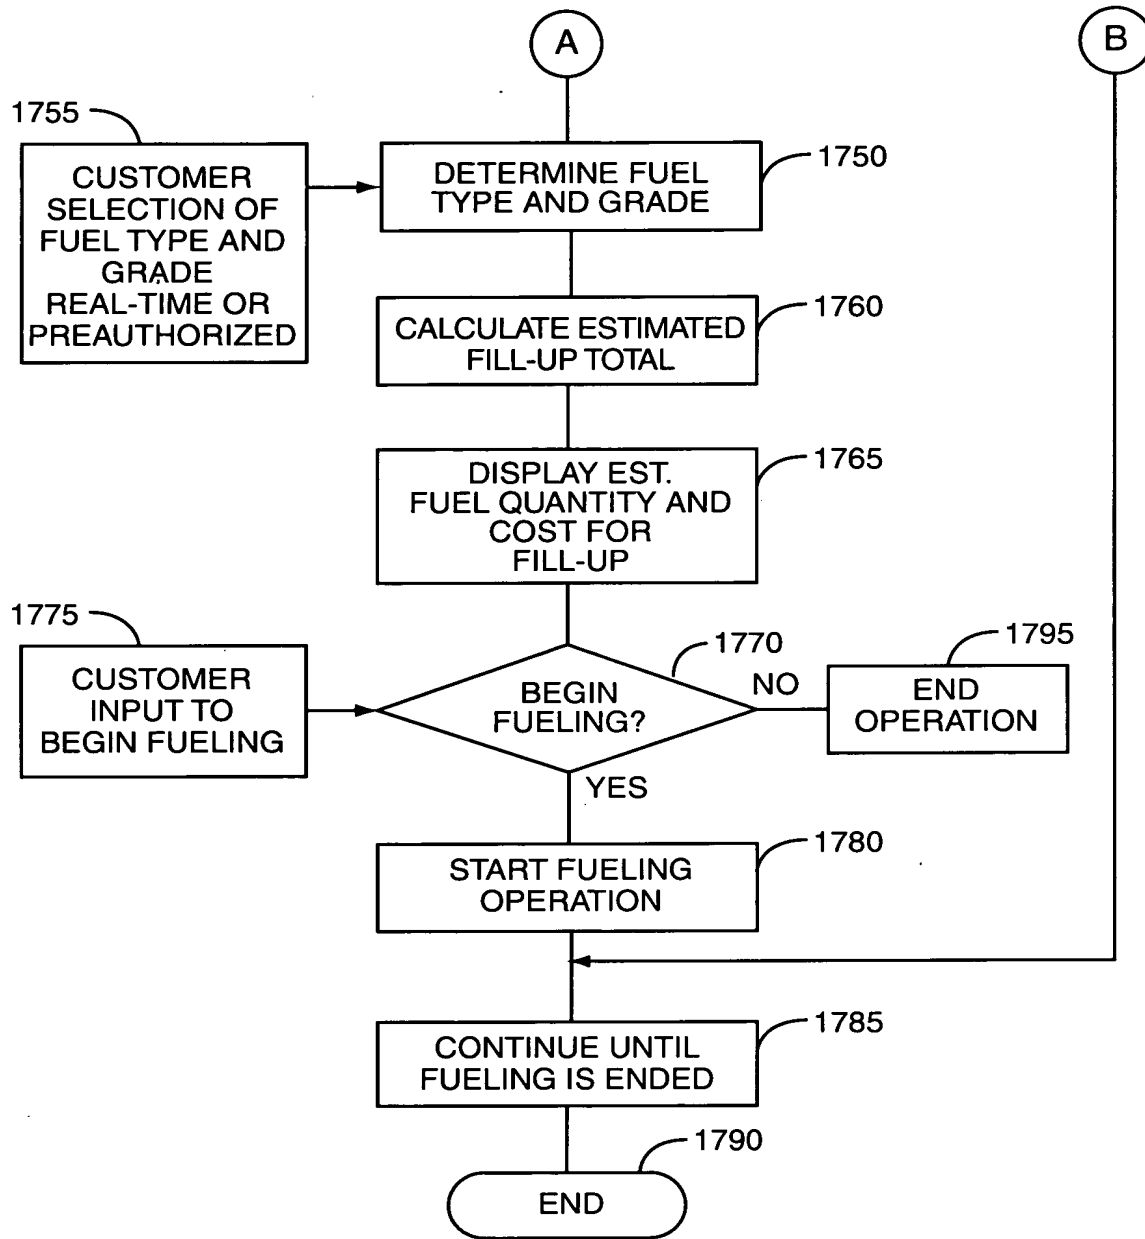 A
B
1755
CUSTOMER
SELECTION OF
FUEL TYPE AND
GRADE
REAL-TIME OR
PREAUTHORIZED
DETERMINE FUEL
TYPE AND GRADE
1750
CALCULATE ESTIMATED
FILL-UP TOTAL
1760
DISPLAY EST.
FUEL QUANTITY AND
COST FOR
FILL-UP
1765
1775
CUSTOMER
INPUT TO
BEGIN FUELING
BEGIN
FUELING?
1770
NO
1795
END
OPERATION
YES
START FUELING
OPERATION
1780
CONTINUE UNTIL
FUELING IS ENDED
1785
END
1790